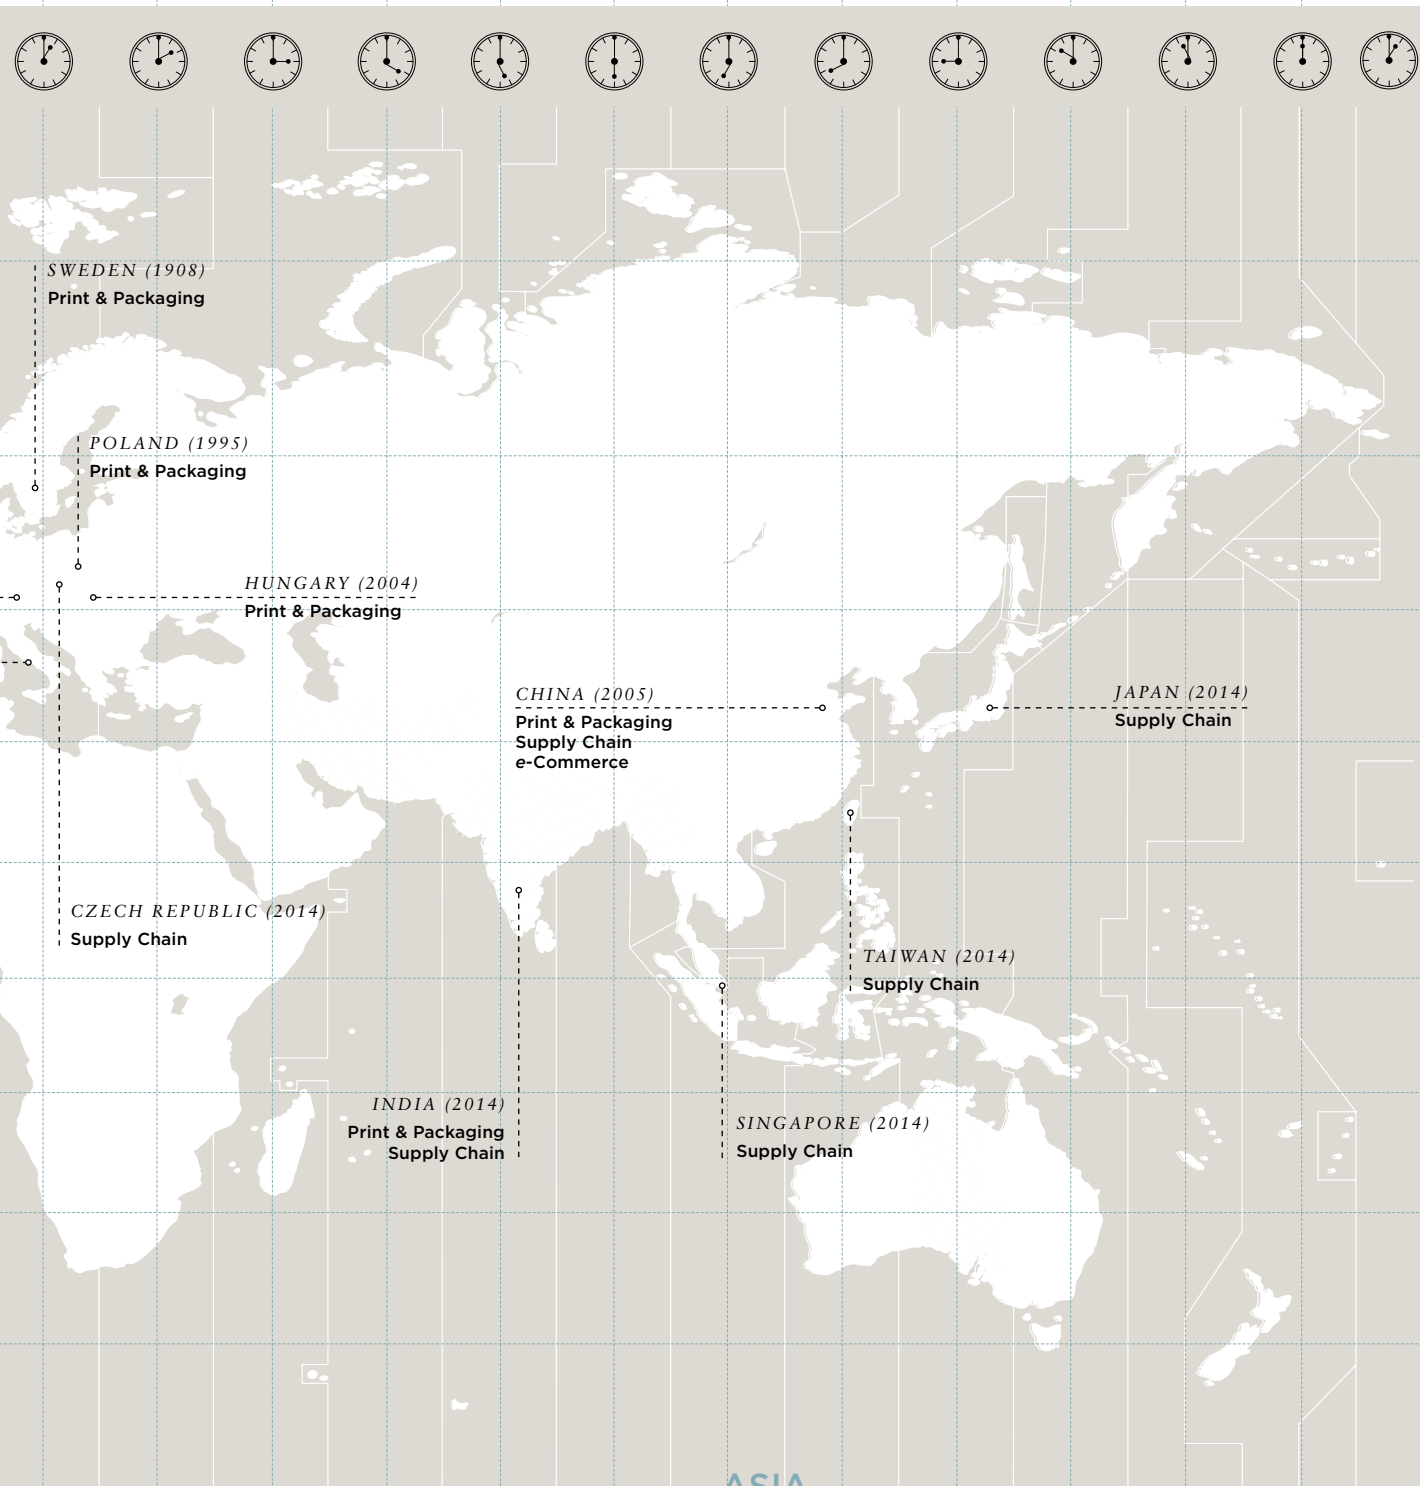 SWEDEN (1908)
Print & Packaging
POLAND (1995)
Print & Packaging
HUNGARY (2004)
Print & Packaging
CHINA (2005)
Print & Packaging
Supply Chain
e-Commerce
JAPAN (2014)
Supply Chain
CZECH REPUBLIC (2014)
Supply Chain
TAIWAN (2014)
Supply Chain
INDIA (2014)
Print & Packaging
Supply Chain
SINGAPORE (2014)
Supply Chain
ASIA